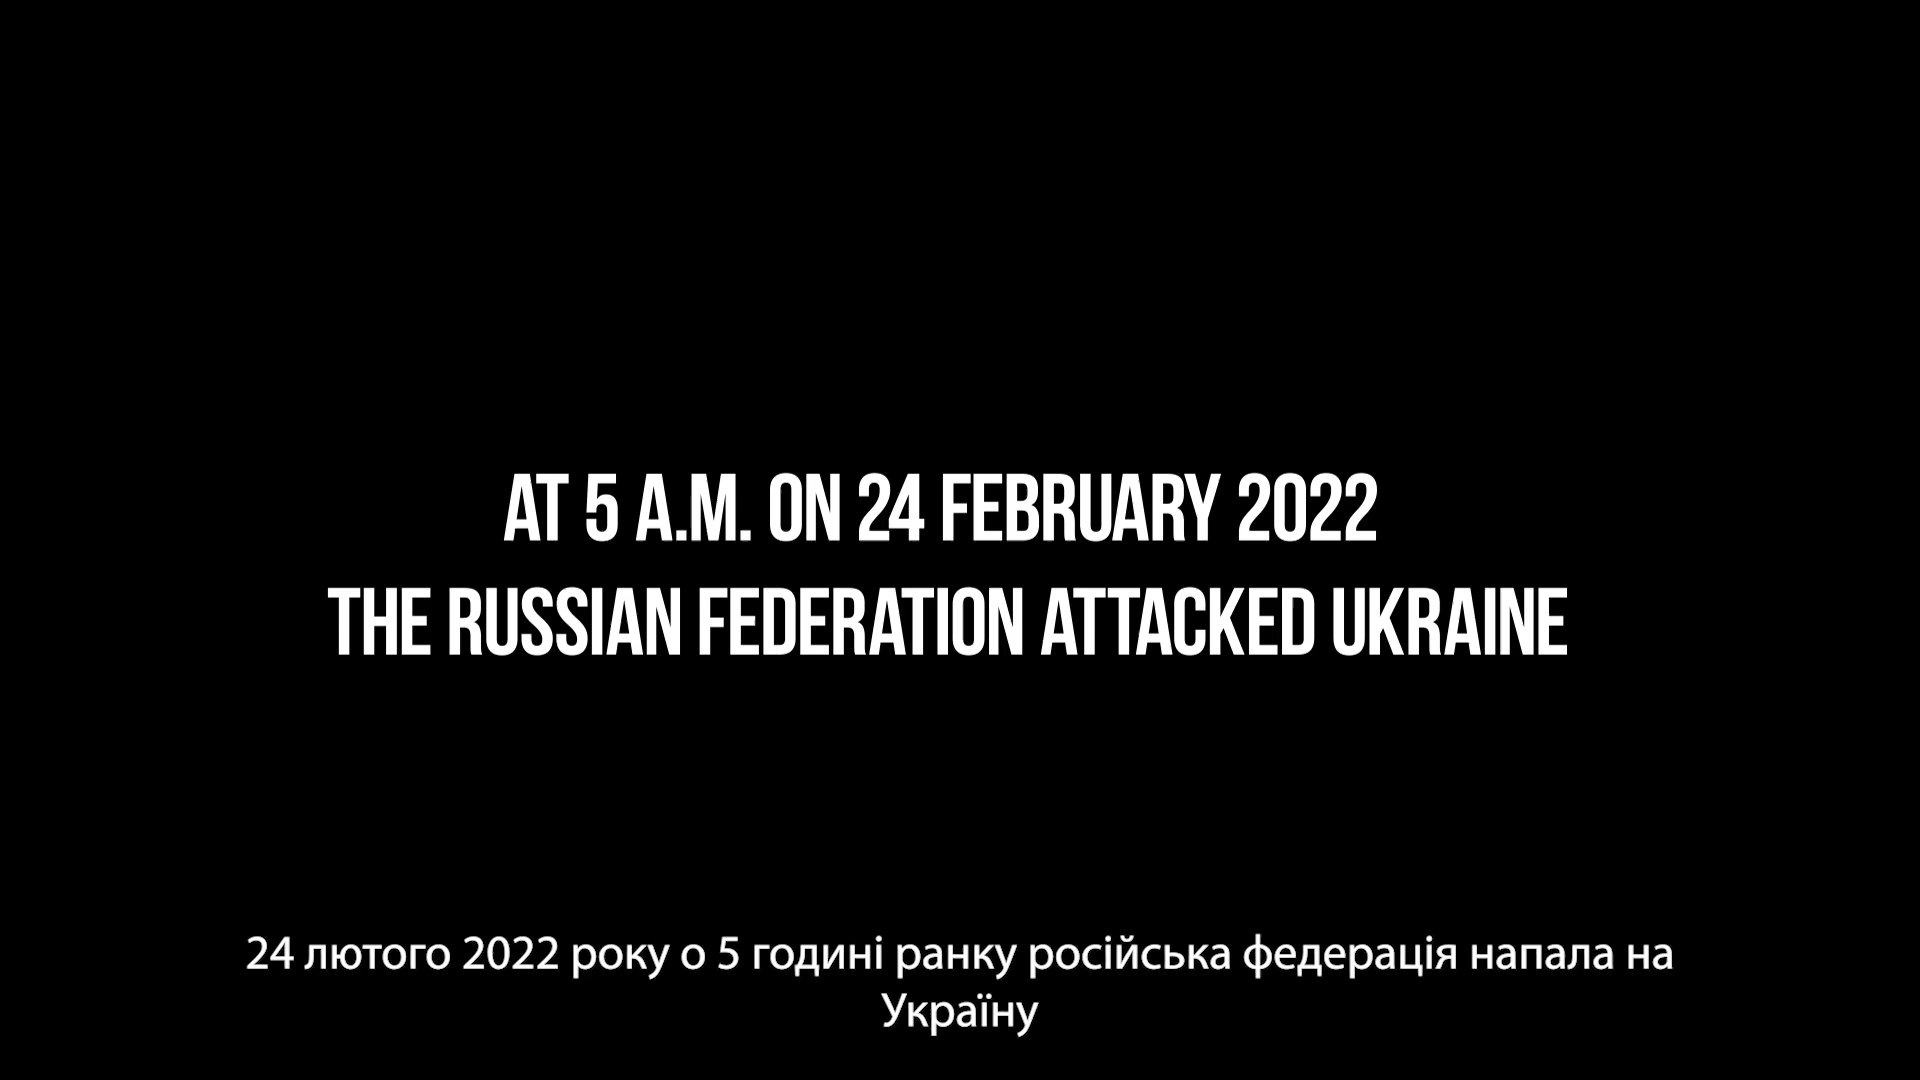 AT 5 A.M. ON 24 FEBRUARY 2022
THE RUSSIAN FEDERATION ATTACKED UKRAINE
24 лютого 2022 року о 5 годині ранку російська федерація напала на
Україну